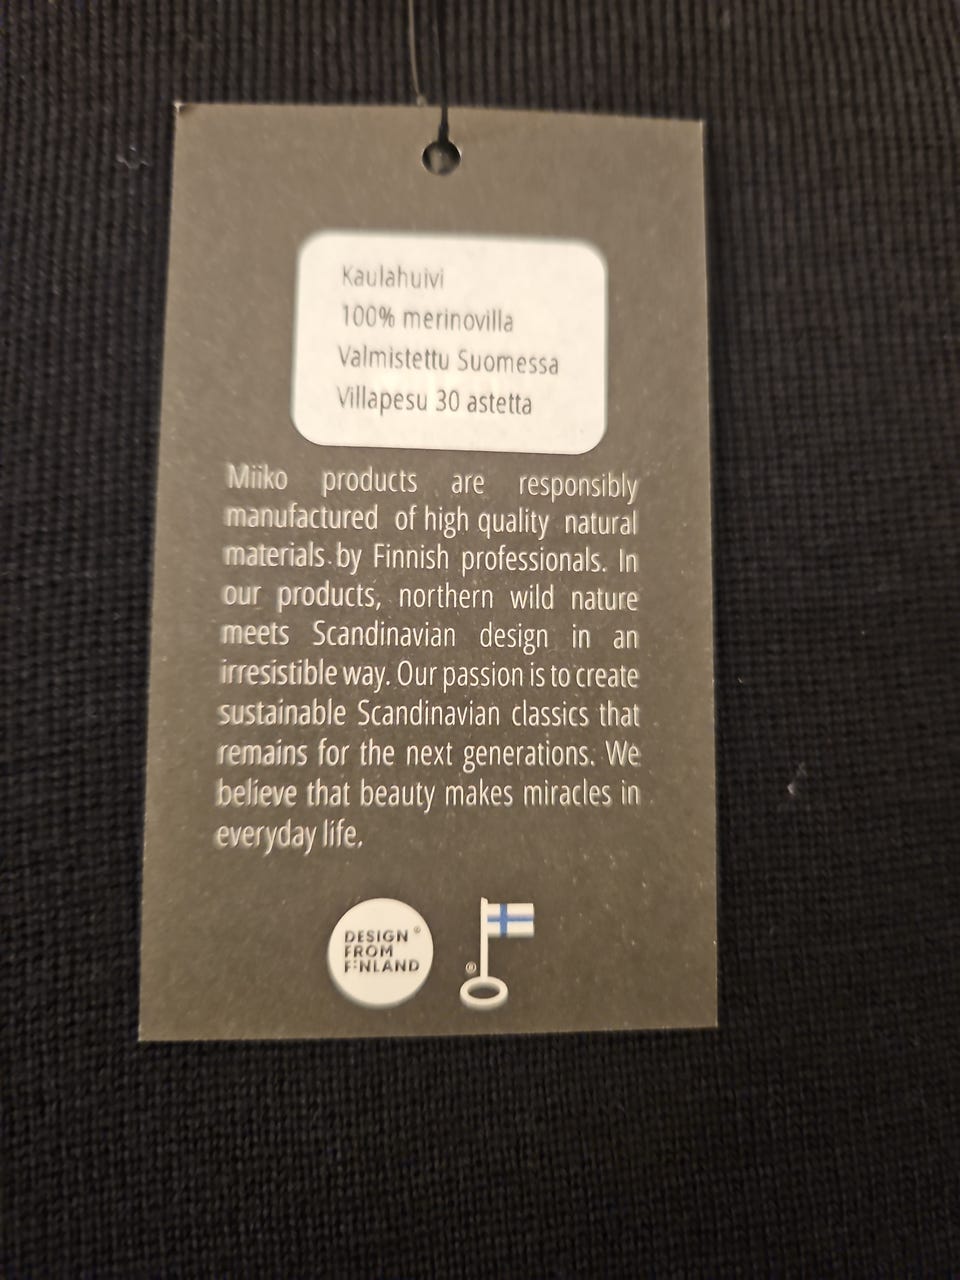 Kaulahuivi
100% merinovilla
Valmistettu Suomessa
Villapesu 30 astetta
Miiko products are responsibly
manufactured of high quality natural
materials by Finnish professionals. In
our products, northern wild nature
meets Scandinavian design in an
irresistible way. Our passion is to create
sustainable Scandinavian classics that
remains for the next generations. We
believe that beauty makes miracles in
everyday life.
DESIGN ®
FROM
FINLAND
®